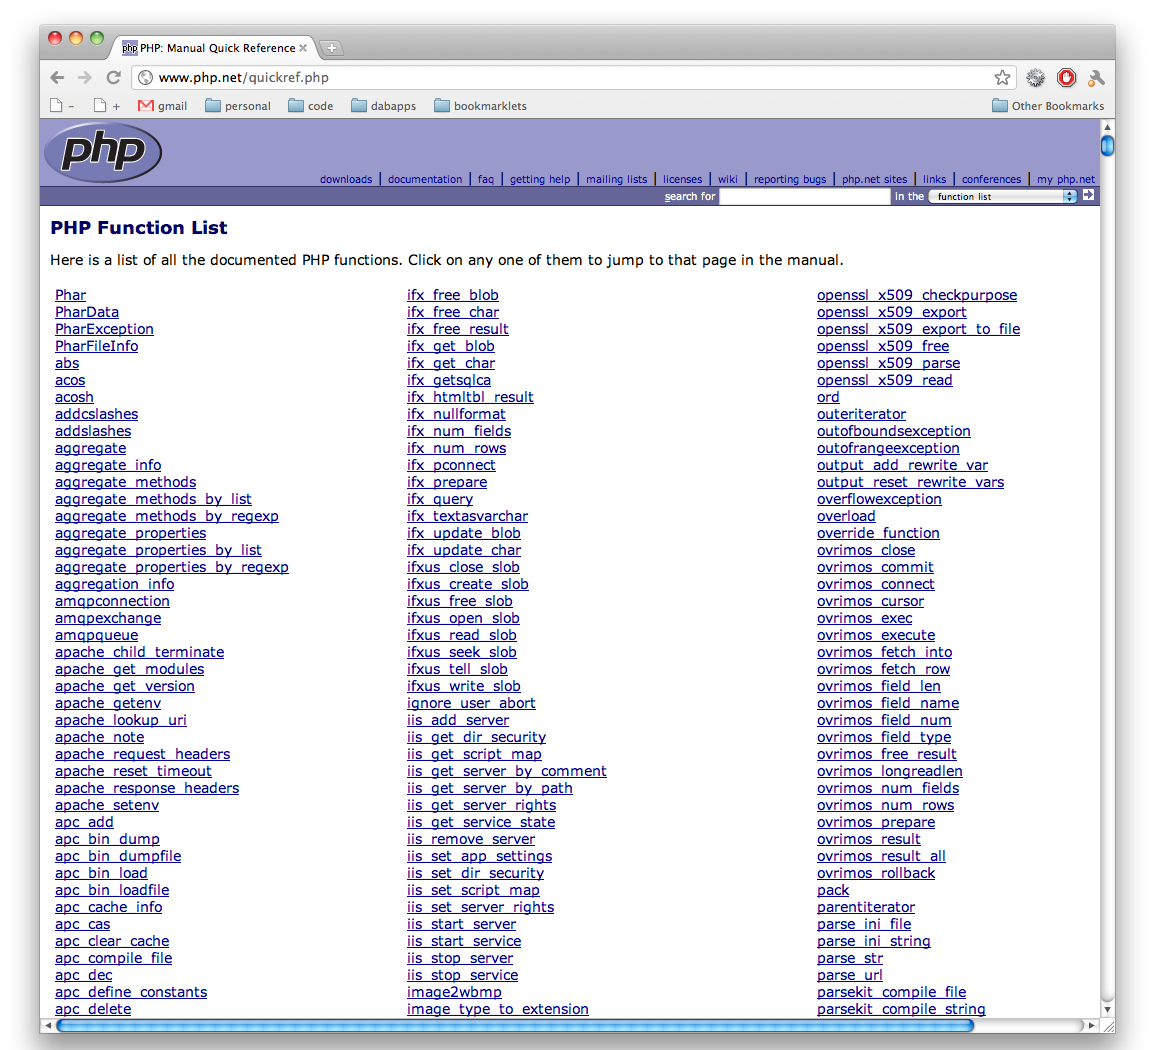 php PHP: Manual Quick Reference
www.php.net/quickref.php
– + gmail personal code dabapps bookmarklets Other Bookmarks
php
downloads | documentation | faq | getting help | mailing lists | licenses | wiki | reporting bugs | php.net sites | links | conferences | my php.net
search for in the function list
PHP Function List
Here is a list of all the documented PHP functions. Click on any one of them to jump to that page in the manual.
Phar
PharData
PharException
PharFileInfo
abs
acos
acosh
addcslashes
addslashes
aggregate
aggregate_info
aggregate_methods
aggregate_methods_by_list
aggregate_methods_by_regexp
aggregate_properties
aggregate_properties_by_list
aggregate_properties_by_regexp
aggregation_info
amqpconnection
amqpexchange
amqpqueue
apache_child_terminate
apache_get_modules
apache_get_version
apache_getenv
apache_lookup_uri
apache_note
apache_request_headers
apache_reset_timeout
apache_response_headers
apache_setenv
apc_add
apc_bin_dump
apc_bin_dumpfile
apc_bin_load
apc_bin_loadfile
apc_cache_info
apc_cas
apc_clear_cache
apc_compile_file
apc_dec
apc_define_constants
apc_delete
ifx_free_blob
ifx_free_char
ifx_free_result
ifx_get_blob
ifx_get_char
ifx_getsqlca
ifx_htmltbl_result
ifx_nullformat
ifx_num_fields
ifx_num_rows
ifx_pconnect
ifx_prepare
ifx_query
ifx_textasvarchar
ifx_update_blob
ifx_update_char
ifxus_close_slob
ifxus_create_slob
ifxus_free_slob
ifxus_open_slob
ifxus_read_slob
ifxus_seek_slob
ifxus_tell_slob
ifxus_write_slob
ignore_user_abort
iis_add_server
iis_get_dir_security
iis_get_script_map
iis_get_server_by_comment
iis_get_server_by_path
iis_get_server_rights
iis_get_service_state
iis_remove_server
iis_set_app_settings
iis_set_dir_security
iis_set_script_map
iis_set_server_rights
iis_start_server
iis_start_service
iis_stop_server
iis_stop_service
image2wbmp
image_type_to_extension
openssl_x509_checkpurpose
openssl_x509_export
openssl_x509_export_to_file
openssl_x509_free
openssl_x509_parse
openssl_x509_read
ord
outeriterator
outofboundsexception
outofrangeexception
output_add_rewrite_var
output_reset_rewrite_vars
overflowexception
overload
override_function
ovrimos_close
ovrimos_commit
ovrimos_connect
ovrimos_cursor
ovrimos_exec
ovrimos_execute
ovrimos_fetch_into
ovrimos_fetch_row
ovrimos_field_len
ovrimos_field_name
ovrimos_field_num
ovrimos_field_type
ovrimos_free_result
ovrimos_longreadlen
ovrimos_num_fields
ovrimos_num_rows
ovrimos_prepare
ovrimos_result
ovrimos_result_all
ovrimos_rollback
pack
parentiterator
parse_ini_file
parse_ini_string
parse_str
parse_url
parsekit_compile_file
parsekit_compile_string